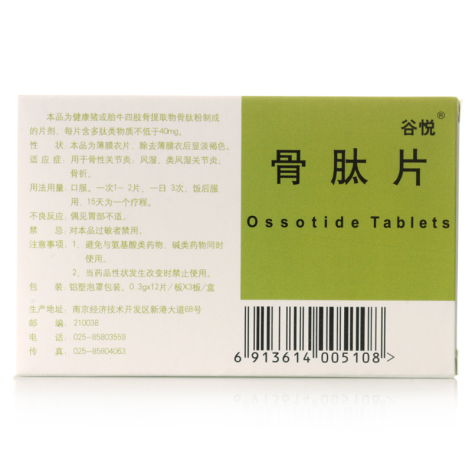 本品为健康猪或胎牛四肢骨提取物骨肽粉制成
的片剂，每片含多肽类物质不低于40mg。
性　状：本品为薄膜衣片，除去薄膜衣后显淡褐色。
适 应 症：用于骨性关节炎，风湿、类风湿关节炎，
骨折。
用法用量：口服。一次1-2片，一日3次，饭后服
用，15天为一个疗程。
不良反应：偶见胃部不适。
禁　忌：对本品过敏者禁用。
注意事项：1、避免与氨基酸类药物、碱类药物同时
使用。
2、当药品性状发生改变时禁止使用。
包　装：铝塑泡罩包装。0.3gx12片/板X3板/盒
生产地址：南京经济技术开发区新港大道68号
邮　编：210038
电　话：025-85803559
传　真：025-85804063
谷悦®
骨肽片
Ossotide Tablets
6 913614 005108>